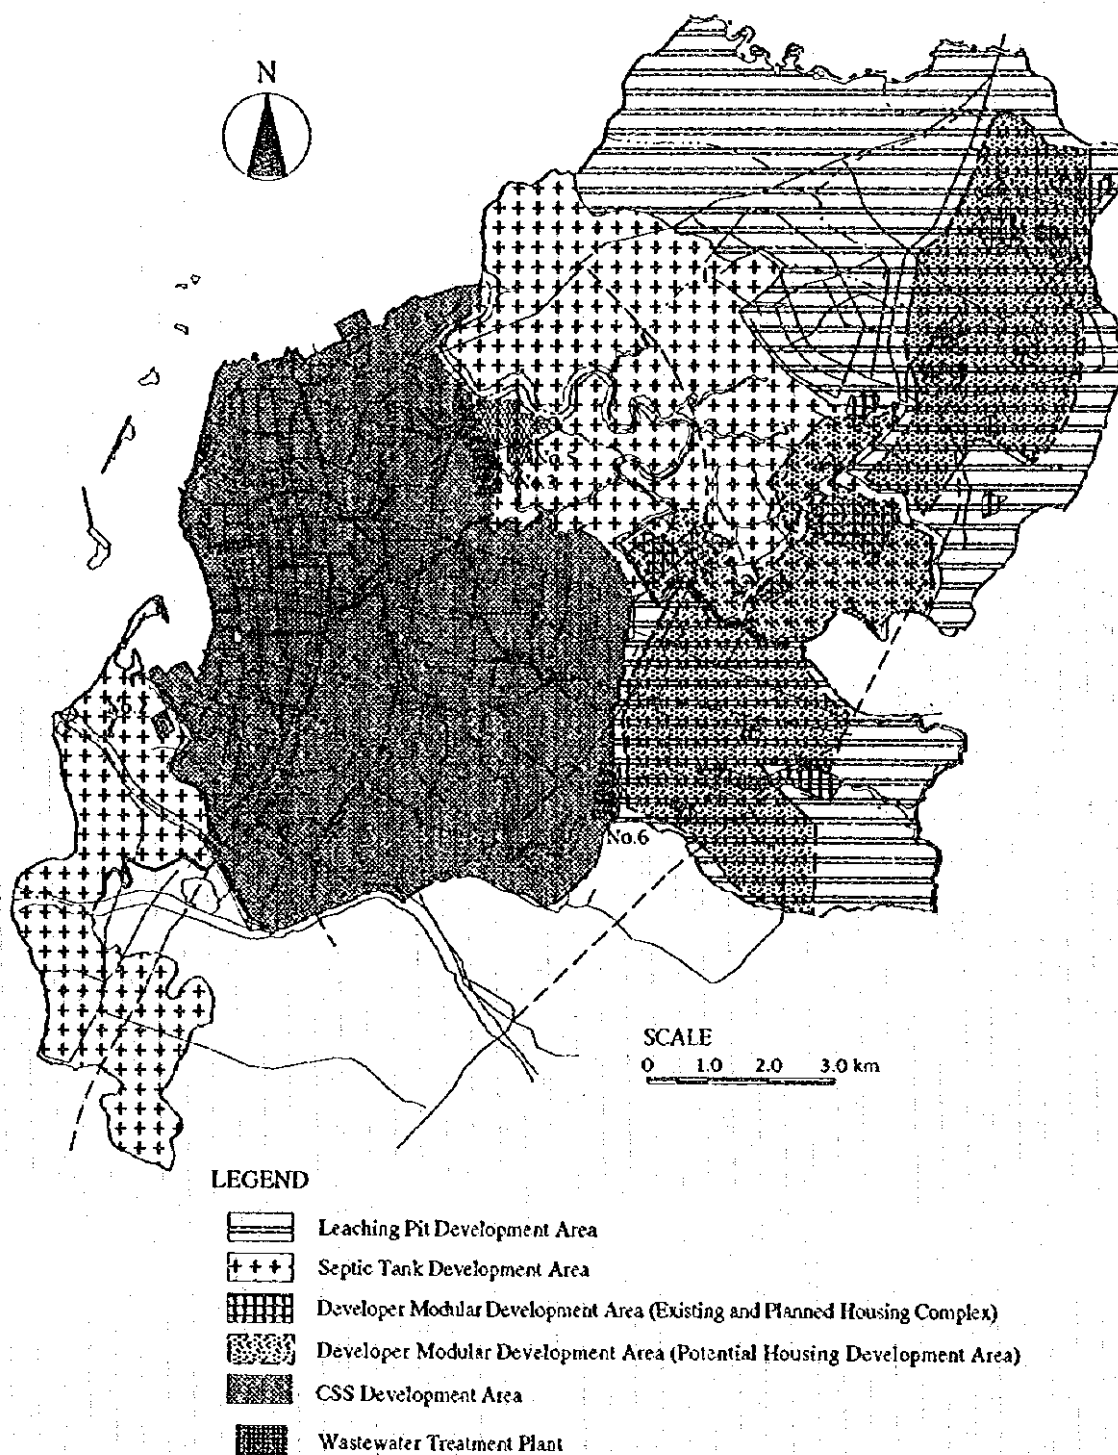 N
No.6
SCALE
0 1.0 2.0 3.0 km
LEGEND
Leaching Pit Development Area
Septic Tank Development Area
Developer Modular Development Area (Existing and Planned Housing Complex)
Developer Modular Development Area (Potential Housing Development Area)
CSS Development Area
Wastewater Treatment Plant